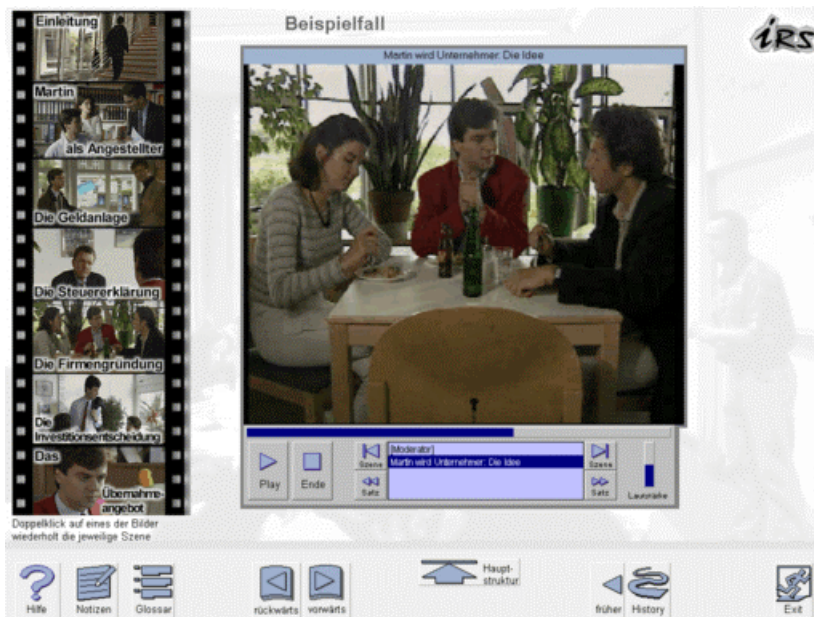 Beispielfall
iRS
Einleitung
Martin
als Angestellter
Die Geldanlage
Die Steuererklärung
Die Firmengründung
Die
Investitionsentscheidung
Das
Übernahme-
angebot
Doppelklick auf eines der Bilder
wiederholt die jeweilige Szene
Martin wird Unternehmer: Die Idee
Play
Ende
Szene
Satz
[Moderator]
Martin wird Unternehmer: Die Idee
Szene
Satz
Lautstärke
Hilfe
Notizen
Glossar
rückwärts
vorwärts
Haupt-
struktur
früher
History
Exit